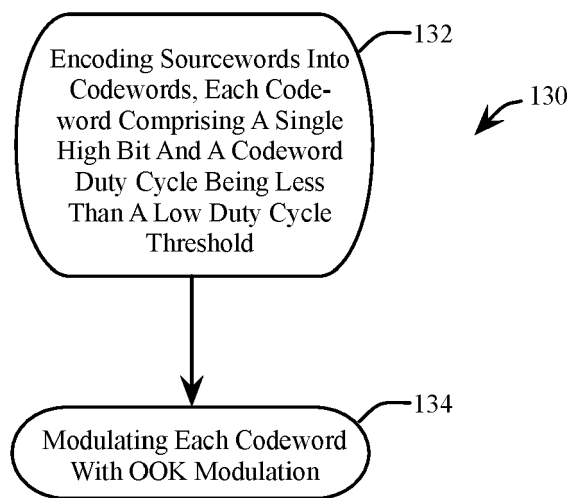 Encoding Sourcewords Into
Codewords, Each Code-
word Comprising A Single
High Bit And A Codeword
Duty Cycle Being Less
Than A Low Duty Cycle
Threshold
132
130
Modulating Each Codeword
With OOK Modulation
134